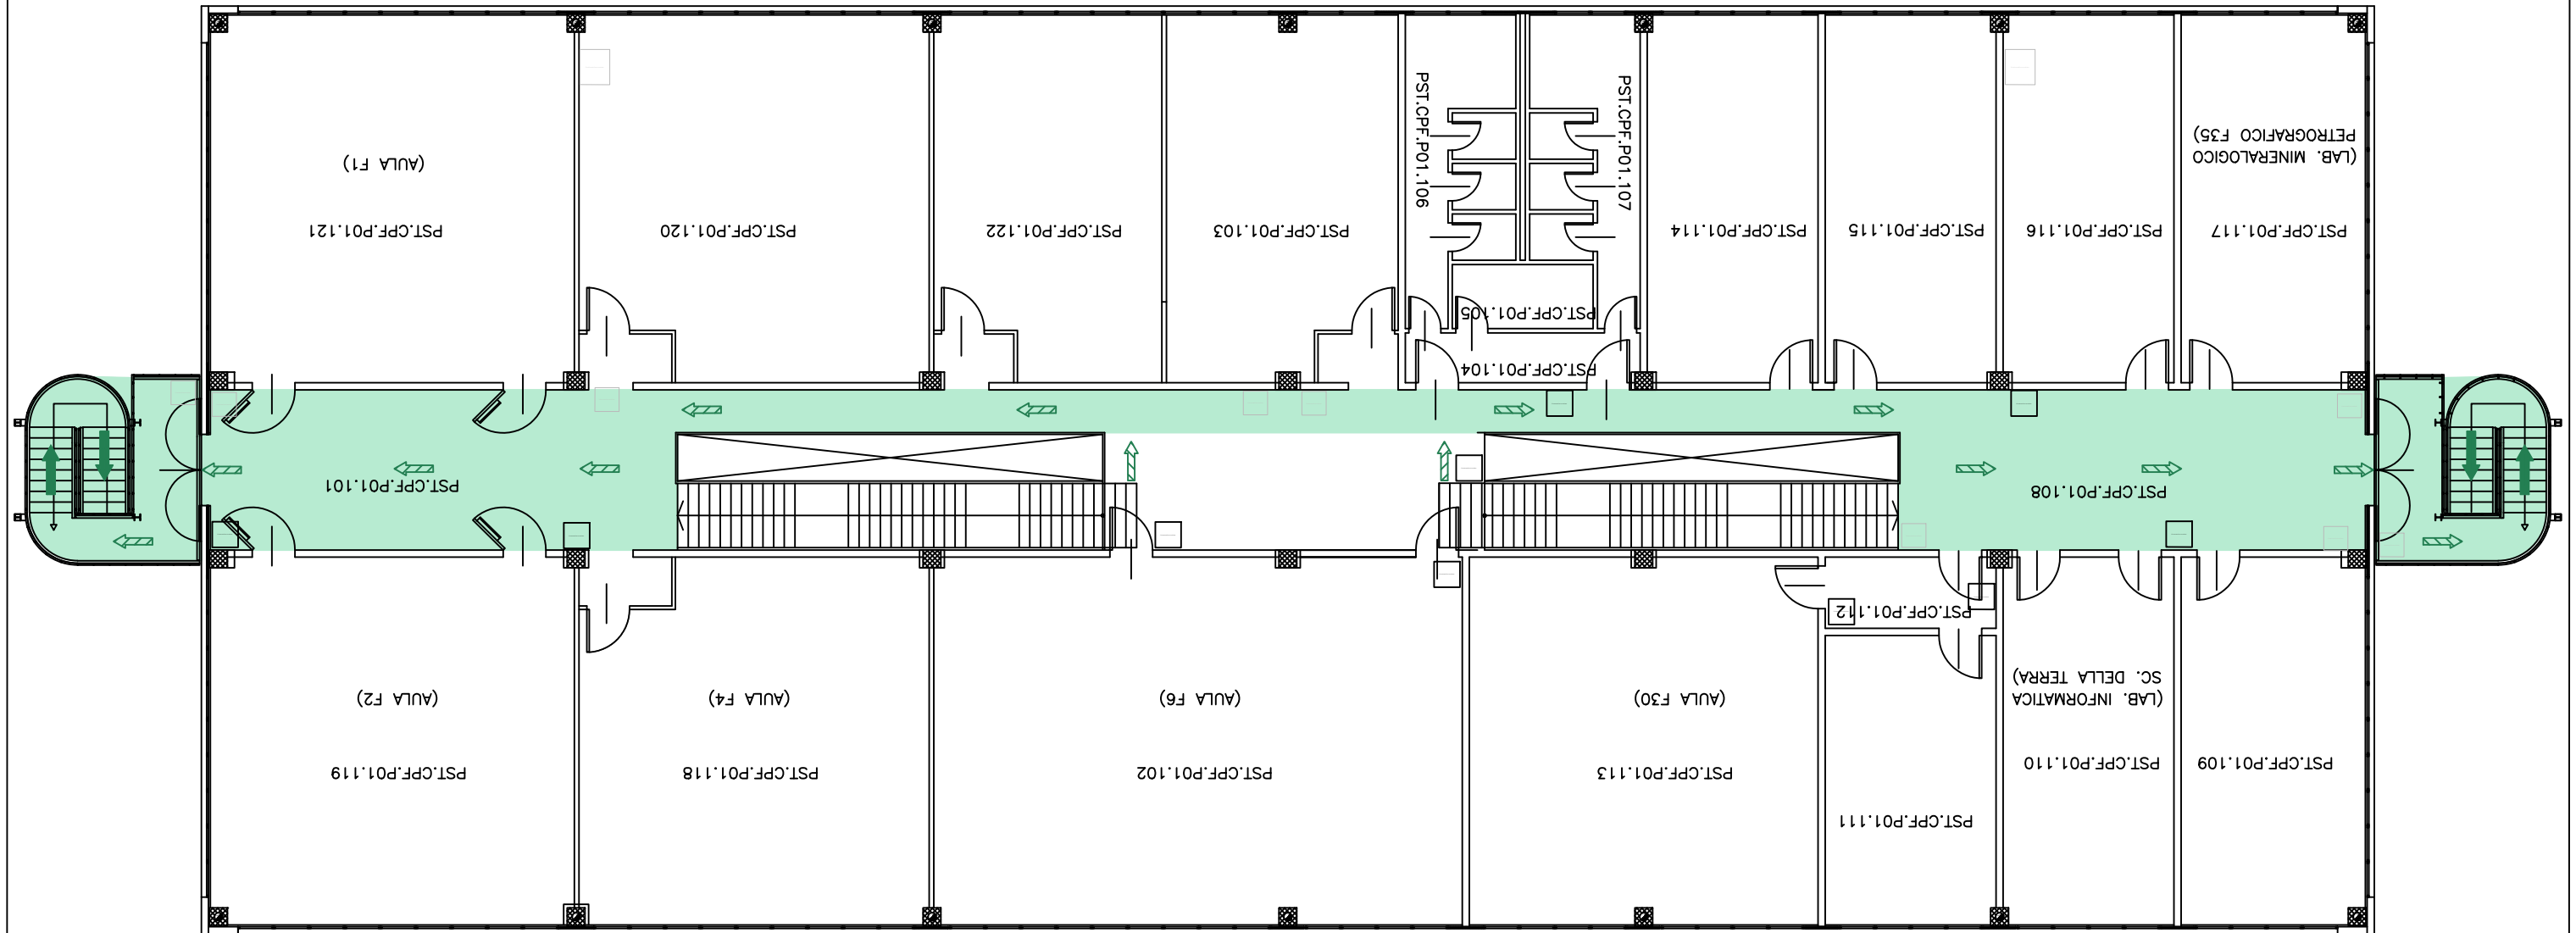 PST.CPF.P01.109
PST.CPF.P01.110
(LAB. INFORMATICA
SC. DELLA TERRA)
PST.CPF.P01.111
PST.CPF.P01.112
PST.CPF.P01.113
(AULA F30)
PST.CPF.P01.102
(AULA F6)
PST.CPF.P01.118
(AULA F4)
PST.CPF.P01.119
(AULA F2)
PST.CPF.P01.108
PST.CPF.P01.101
PST.CPF.P01.117
(LAB. MINERALOGICO
PETROGRAFICO F35)
PST.CPF.P01.116
PST.CPF.P01.115
PST.CPF.P01.114
PST.CPF.P01.104
PST.CPF.P01.105
PST.CPF.P01.107
PST.CPF.P01.106
PST.CPF.P01.103
PST.CPF.P01.122
PST.CPF.P01.120
PST.CPF.P01.121
(AULA F1)